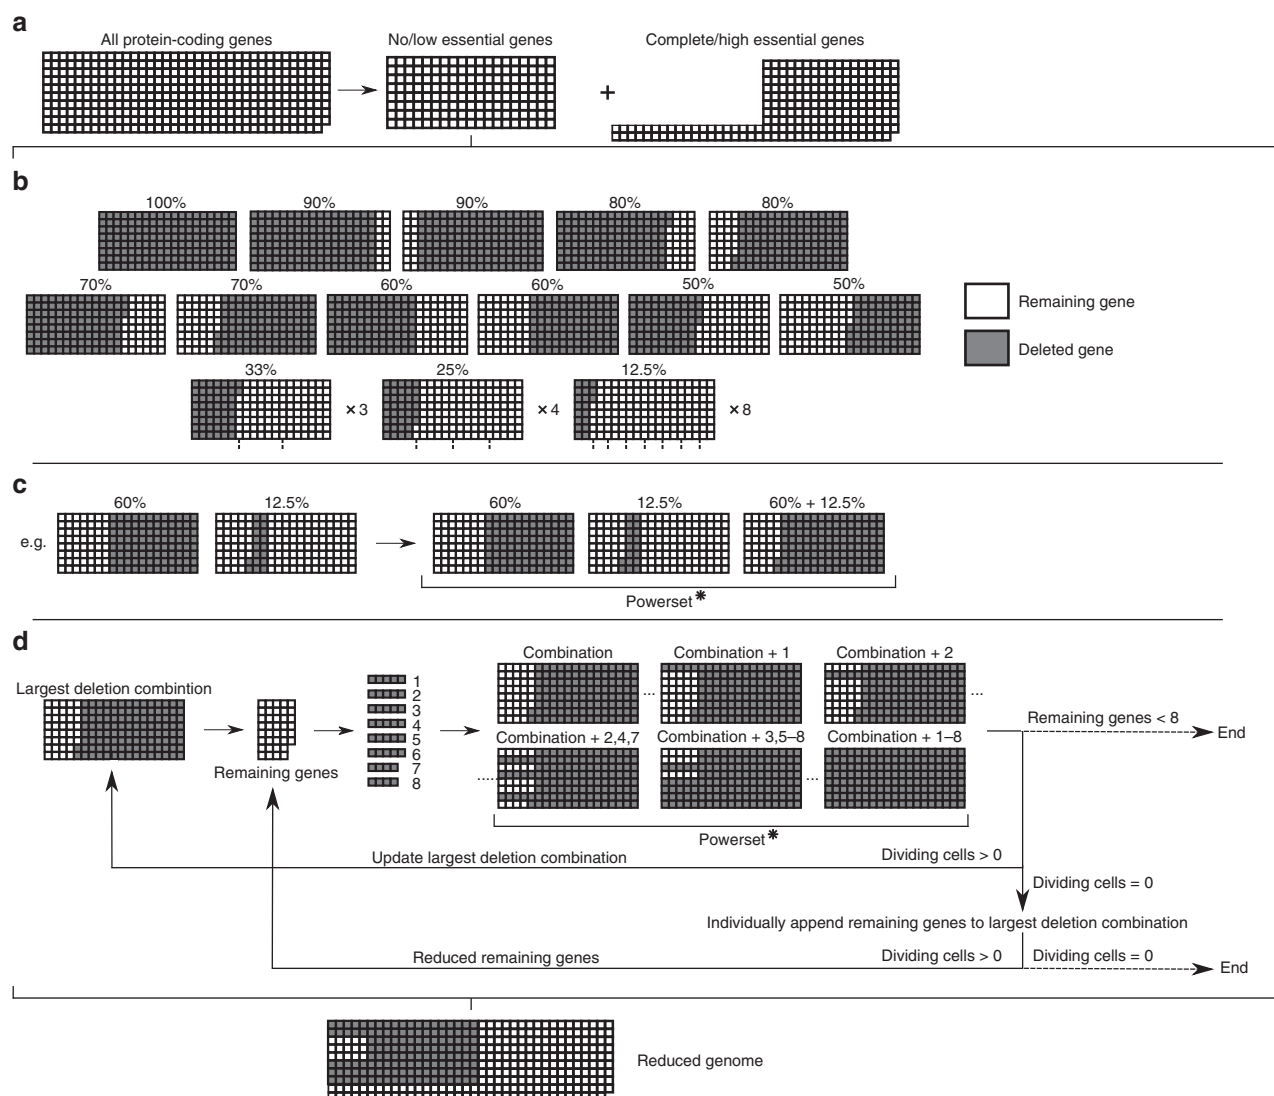 a
All protein-coding genes
No/low essential genes
Complete/high essential genes
+
b
100%
90%
90%
80%
80%
70%
70%
60%
60%
50%
50%
Remaining gene
Deleted gene
33%
25%
12.5%
× 3
× 4
× 8
c
60%
12.5%
60%
12.5%
60% + 12.5%
e.g.
Powerset*
d
Combination
Combination + 1
Combination + 2
Largest deletion combintion
1
2
3
4
5
6
7
8
...
...
Remaining genes < 8
End
Combination + 2,4,7
Combination + 3,5–8
Combination + 1–8
Remaining genes
.....
...
Powerset*
Update largest deletion combination
Dividing cells > 0
Dividing cells = 0
Individually append remaining genes to largest deletion combination
Reduced remaining genes
Dividing cells > 0
Dividing cells = 0
End
Reduced genome